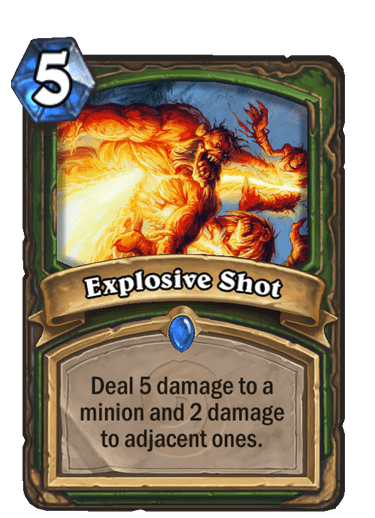 5
Explosive Shot
Deal 5 damage to a
minion and 2 damage
to adjacent ones.